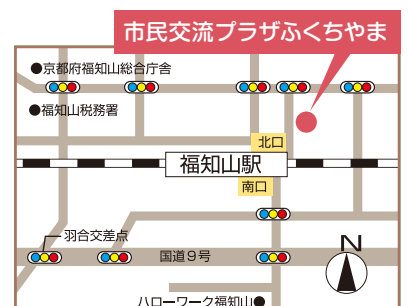 市民交流プラザふくちやま
●京都府福知山総合庁舎
●福知山税務署
北口
福知山駅
南口
羽合交差点
国道9号
N
ハローワーク福知山●